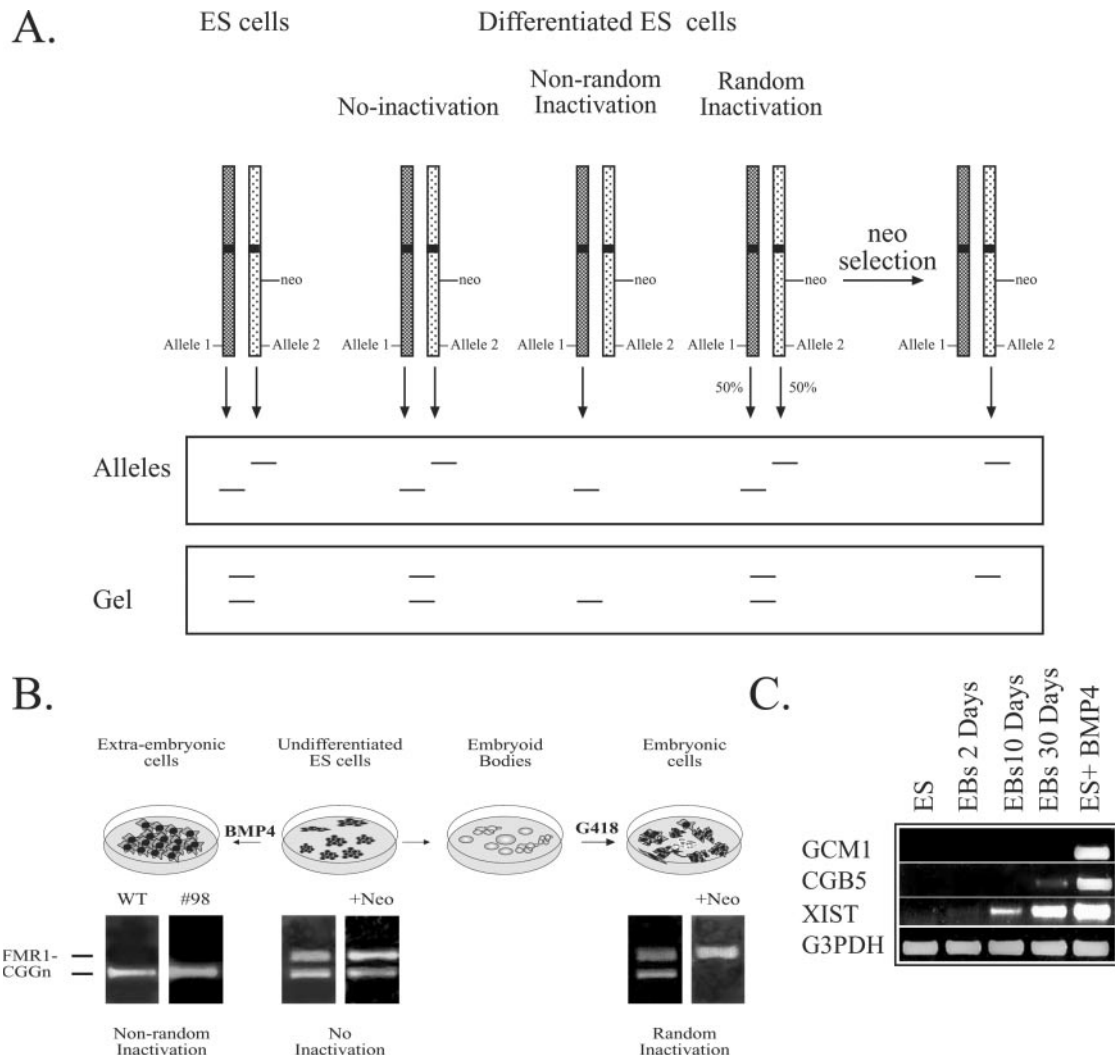 A.
ES cells
Differentiated ES cells
No-inactivation
Non-random
Inactivation
Random
Inactivation
neo
neo
neo
neo
neo
selection
neo
Allele 1
Allele 2
Allele 1
Allele 2
Allele 1
Allele 2
Allele 1
Allele 2
Allele 1
Allele 2
50%
50%
Alleles
Gel
B.
Extra-embryonic
cells
Undifferentiated
ES cells
Embryoid
Bodies
Embryonic
cells
BMP4
G418
WT
#98
+Neo
+Neo
FMR1-
CGGn
Non-random
Inactivation
No
Inactivation
Random
Inactivation
C.
ES
EBs 2 Days
EBs10 Days
EBs 30 Days
ES+ BMP4
GCM1
CGB5
XIST
G3PDH